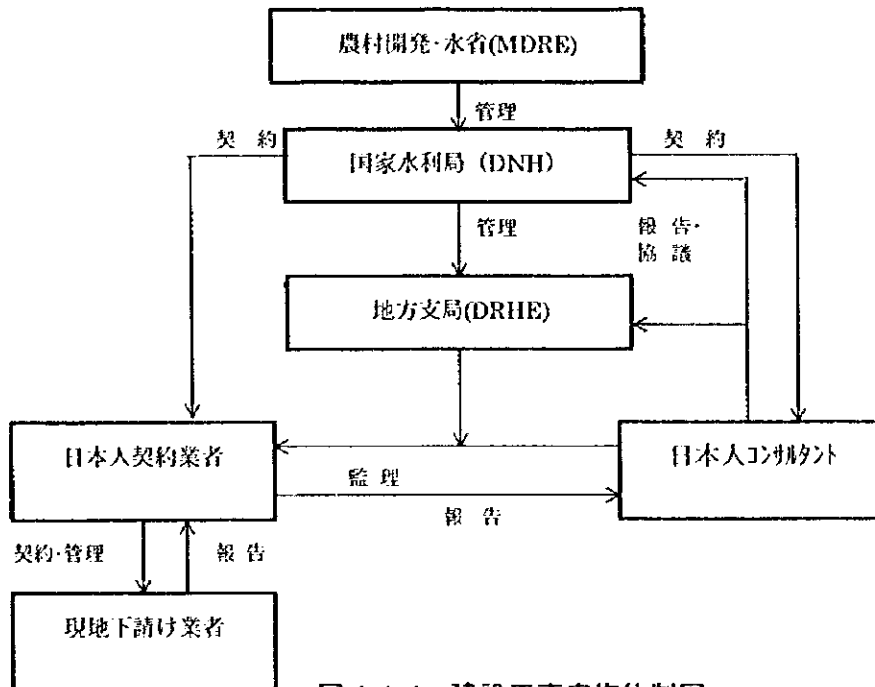 農村開発・水省(MDRE)
管理
契 約
国家水利局 (DNH)
契 約
管理
報 告・
協 議
地方支局(DRHE)
日本人契約業者
日本人コンサルタント
監 理
報 告
契約・管理
報 告
現地下請け業者